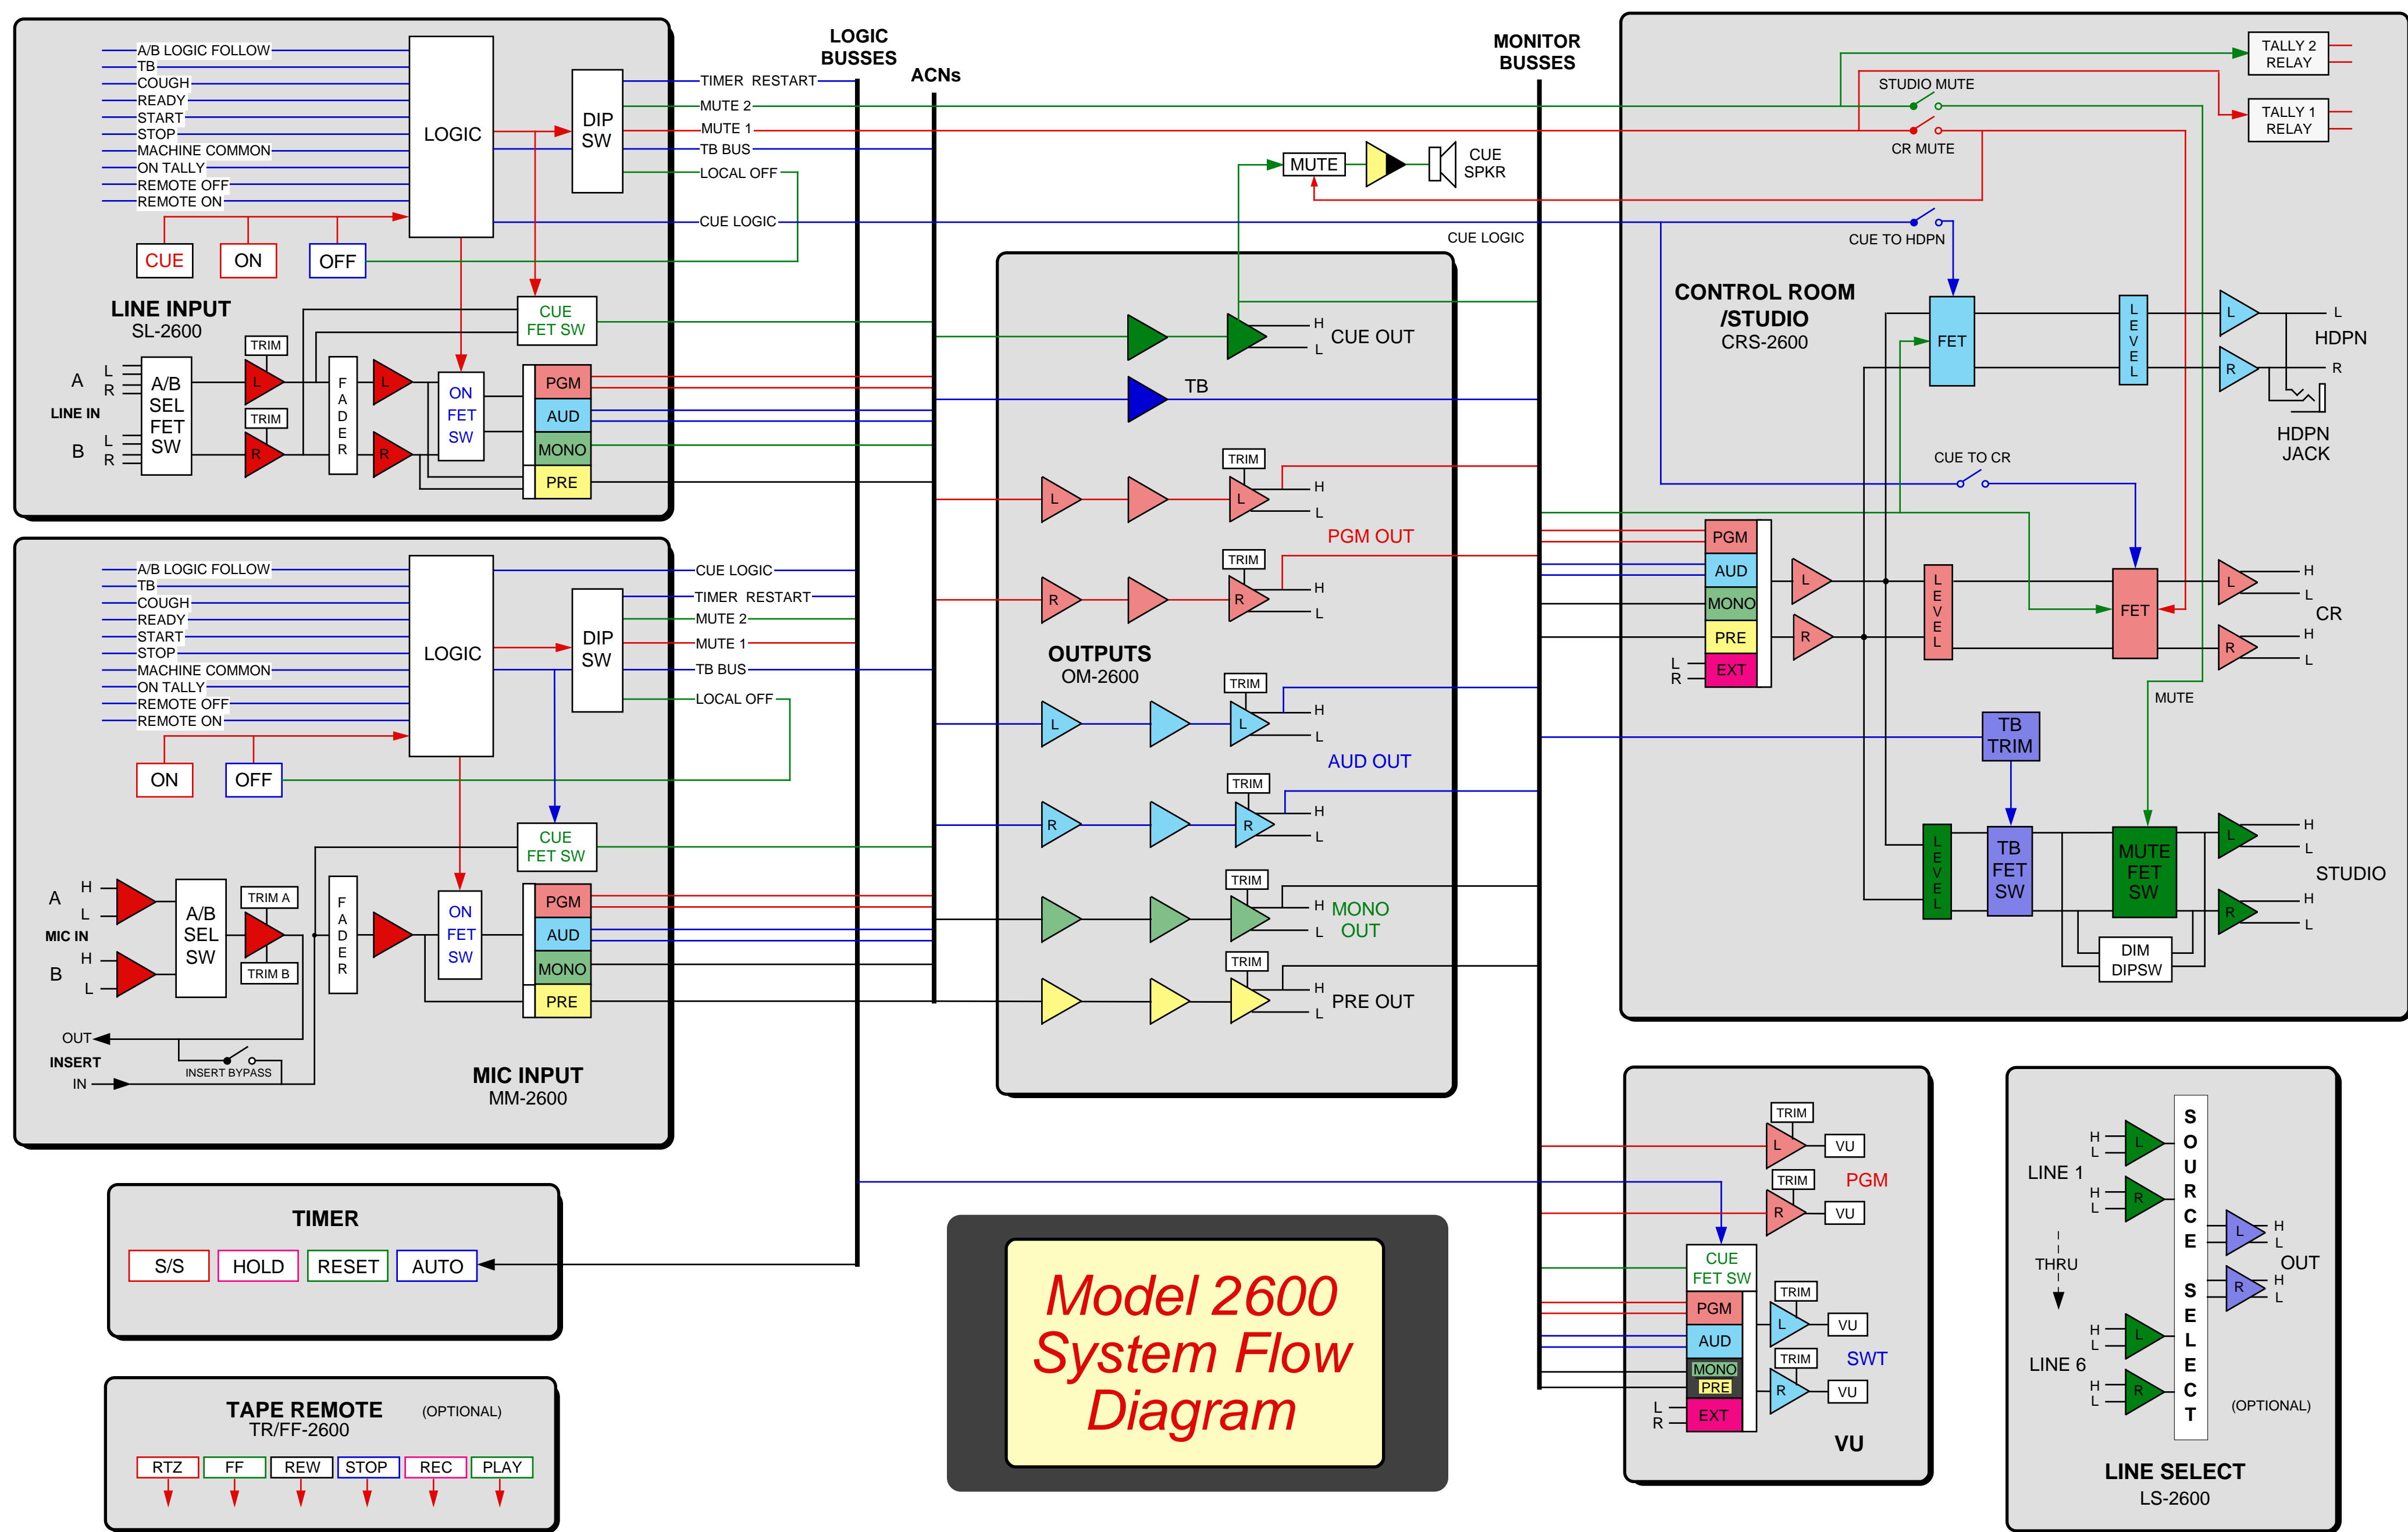 LOGIC
BUSSES
ACNs
MONITOR
BUSSES
A/B LOGIC FOLLOW
TB
COUGH
READY
START
STOP
MACHINE COMMON
ON TALLY
REMOTE OFF
REMOTE ON
LOGIC
DIP
SW
TIMER RESTART
MUTE 2
MUTE 1
TB BUS
LOCAL OFF
CUE LOGIC
CUE
ON
OFF
LINE INPUT
SL-2600
CUE
FET SW
TRIM
TRIM
A
L
R
LINE IN
B
L
R
A/B
SEL
FET
SW
L
R
F
A
D
E
R
L
R
ON
FET
SW
PGM
AUD
MONO
PRE
A/B LOGIC FOLLOW
TB
COUGH
READY
START
STOP
MACHINE COMMON
ON TALLY
REMOTE OFF
REMOTE ON
LOGIC
DIP
SW
CUE LOGIC
TIMER RESTART
MUTE 2
MUTE 1
TB BUS
LOCAL OFF
ON
OFF
CUE
FET SW
A
H
L
MIC IN
B
H
L
A/B
SEL
SW
TRIM A
TRIM B
F
A
D
E
R
ON
FET
SW
PGM
AUD
MONO
PRE
OUT
INSERT
IN
INSERT BYPASS
MIC INPUT
MM-2600
TIMER
S/S
HOLD
RESET
AUTO
TAPE REMOTE
(OPTIONAL)
TR/FF-2600
RTZ
FF
REW
STOP
REC
PLAY
MUTE
CUE
SPKR
CUE LOGIC
H
L
CUE OUT
TB
TRIM
L
L
H
L
PGM OUT
TRIM
R
R
H
L
OUTPUTS
OM-2600
TRIM
L
L
H
L
AUD OUT
TRIM
R
R
H
L
TRIM
H
L
MONO
OUT
TRIM
H
L
PRE OUT
Model 2600
System Flow
Diagram
TALLY 2
RELAY
TALLY 1
RELAY
STUDIO MUTE
CR MUTE
CUE TO HDPN
CONTROL ROOM
/STUDIO
CRS-2600
FET
L
E
V
E
L
L
R
L
R
HDPN
HDPN
JACK
CUE TO CR
PGM
AUD
MONO
PRE
EXT
L
R
L
R
L
E
V
E
L
FET
L
R
H
L
CR
H
L
MUTE
TB
TRIM
L
E
V
E
L
TB
FET
SW
MUTE
FET
SW
L
R
H
L
STUDIO
H
L
DIM
DIPSW
TRIM
L
VU
PGM
TRIM
R
VU
CUE
FET SW
PGM
AUD
MONO
PRE
EXT
L
R
TRIM
L
VU
SWT
TRIM
R
VU
VU
H
L
L
LINE 1
H
L
R
THRU
H
L
L
LINE 6
H
L
R
S
O
U
R
C
E
S
E
L
E
C
T
L
H
L
OUT
R
H
L
(OPTIONAL)
LINE SELECT
LS-2600